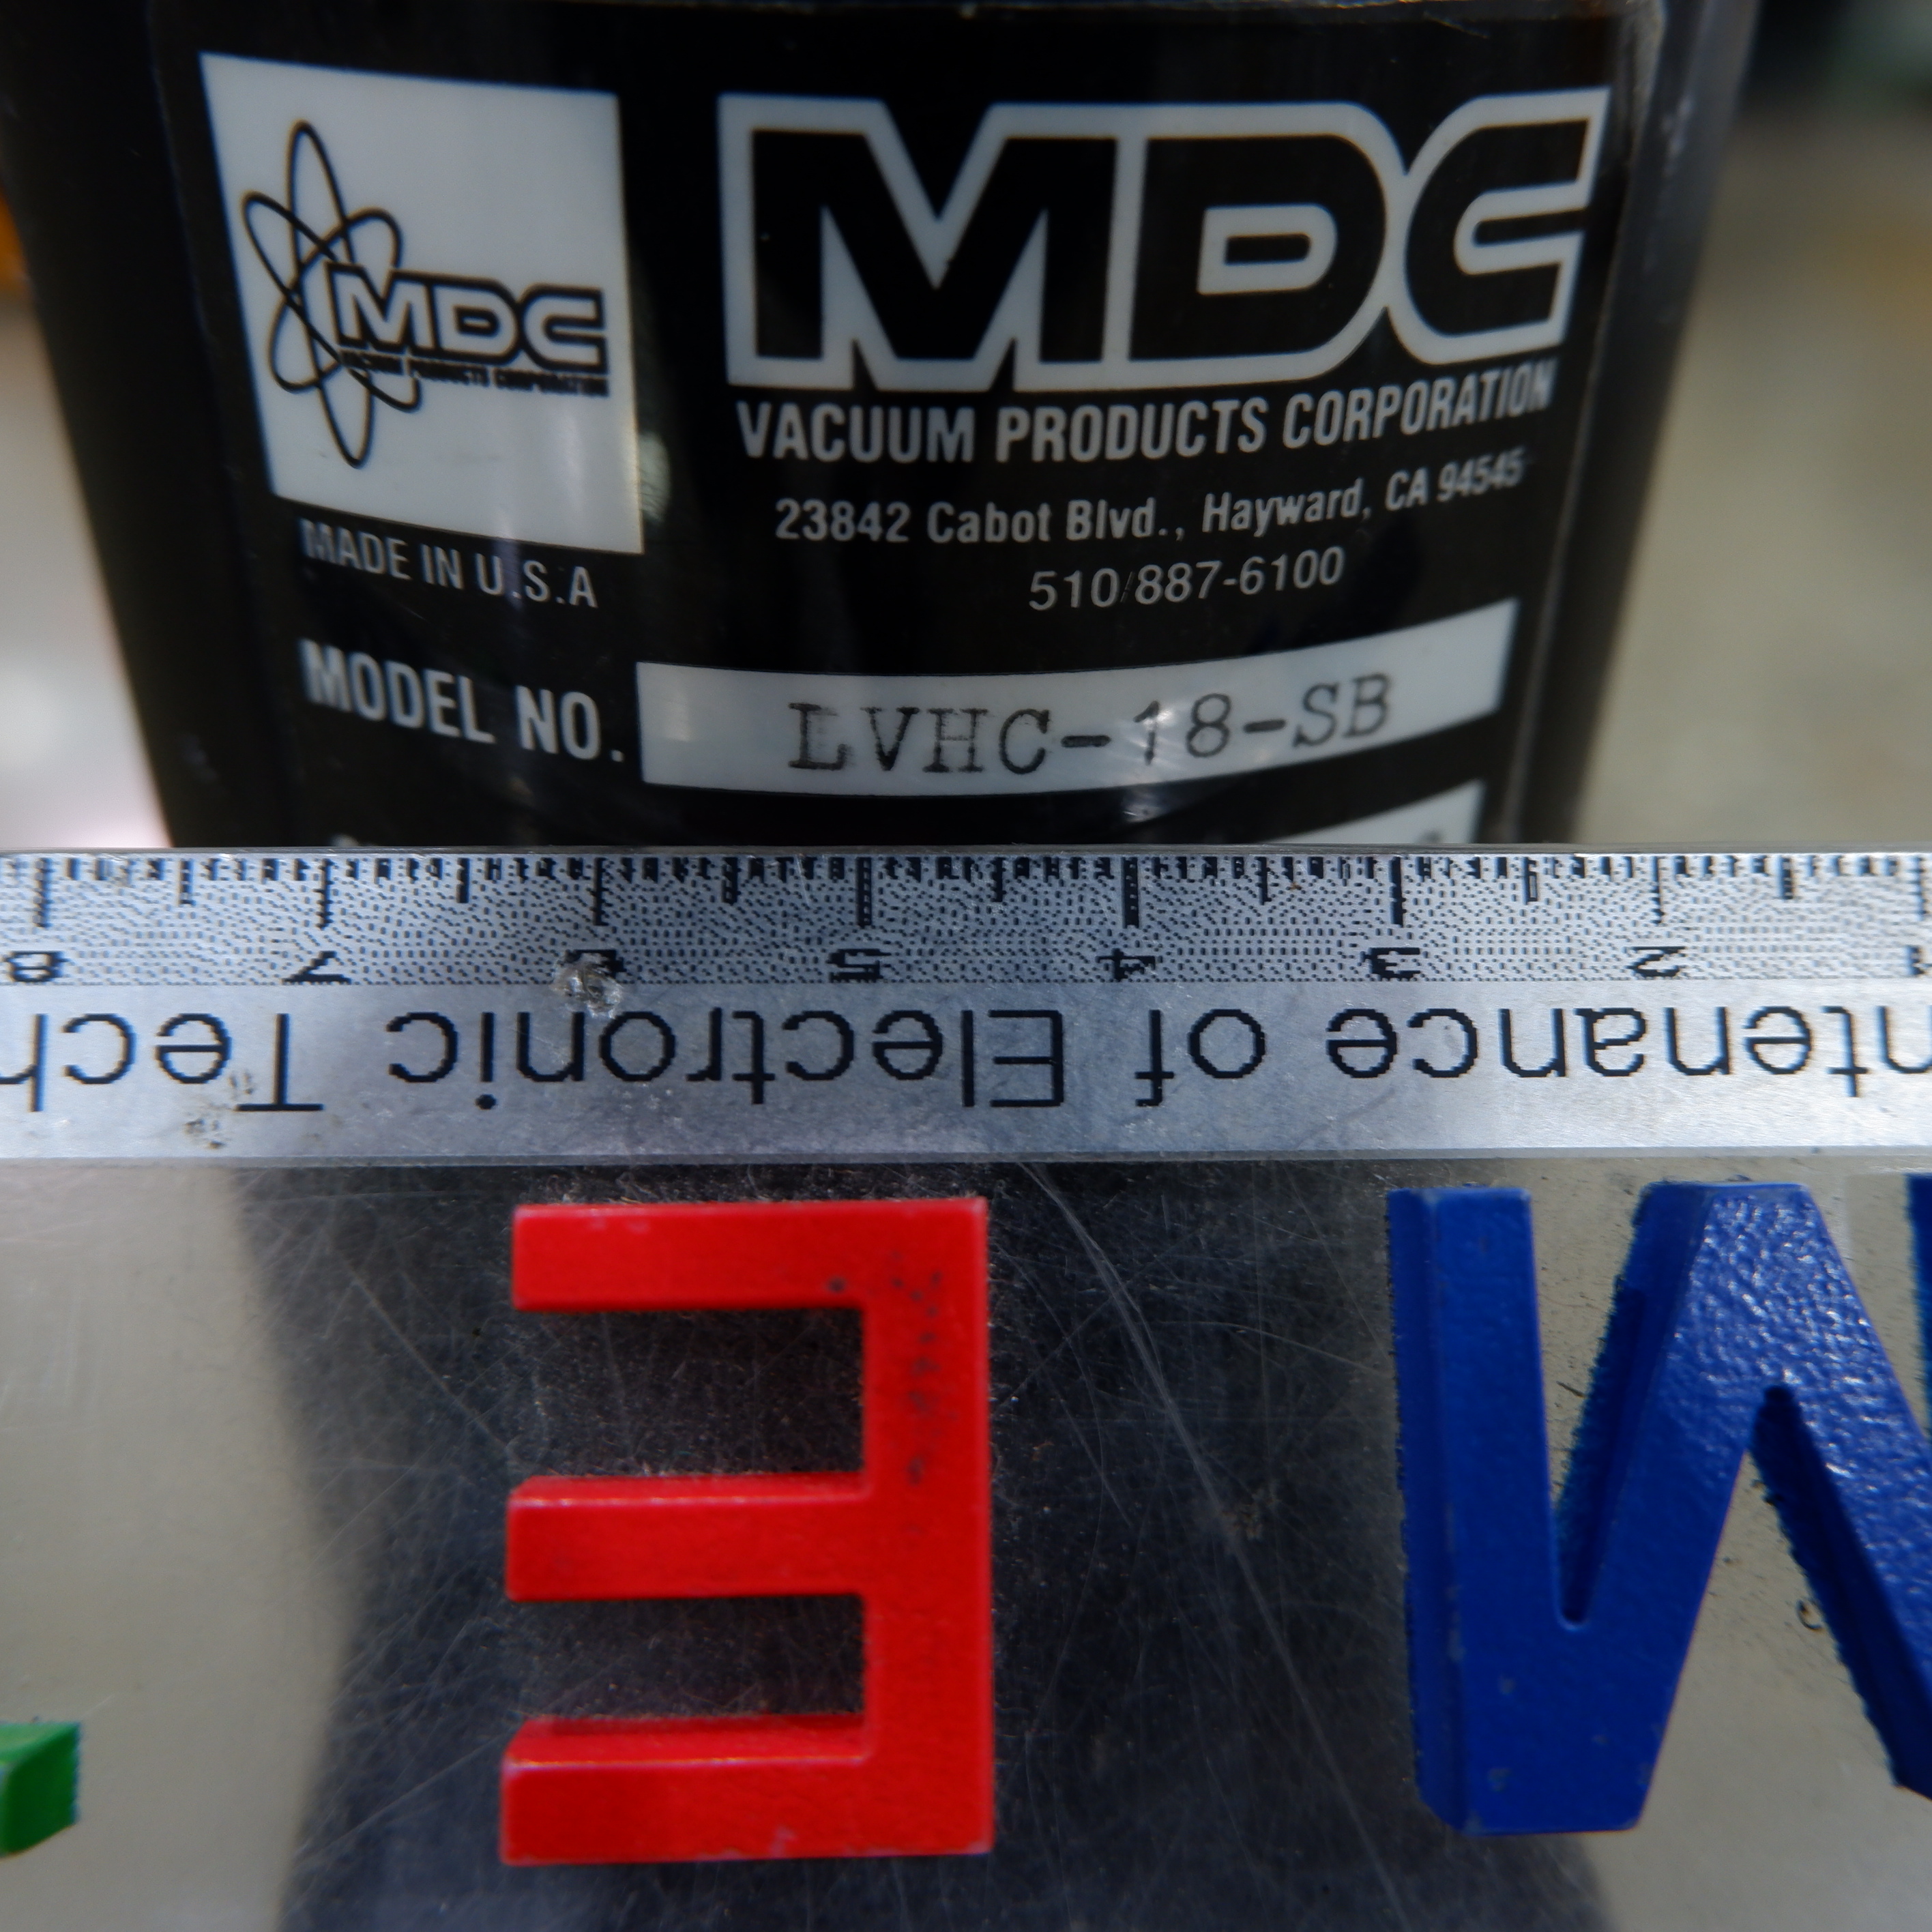 MDC
VACUUM PRODUCTS CORPORATION
MADE IN U.S.A
MDC
VACUUM PRODUCTS CORPORATION
23842 Cabot Blvd., Hayward, CA 94545
510/887-6100
MODEL NO. LVHC-18-SB
8 7 6 5 4 3 2 1
ntenance of Electronic Tech
E